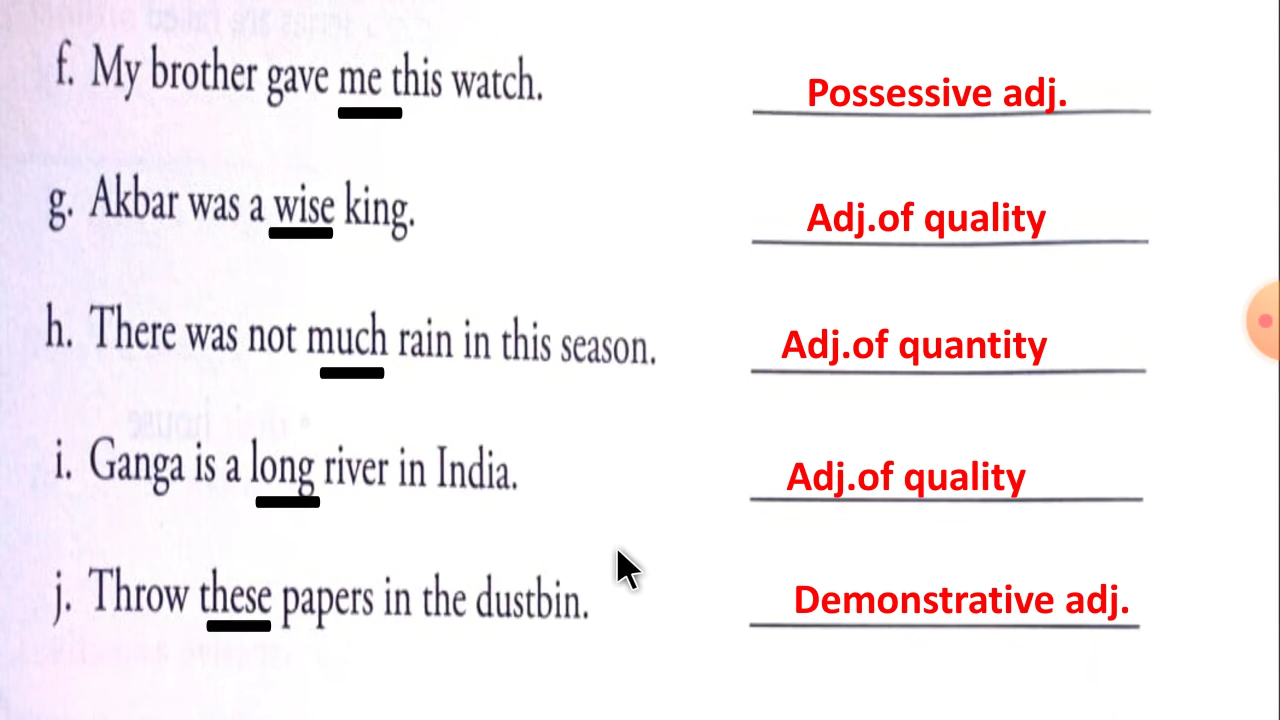 f. My brother gave me this watch. Possessive adj.
g. Akbar was a wise king. Adj.of quality
h. There was not much rain in this season. Adj.of quantity
i. Ganga is a long river in India. Adj.of quality
j. Throw these papers in the dustbin. Demonstrative adj.